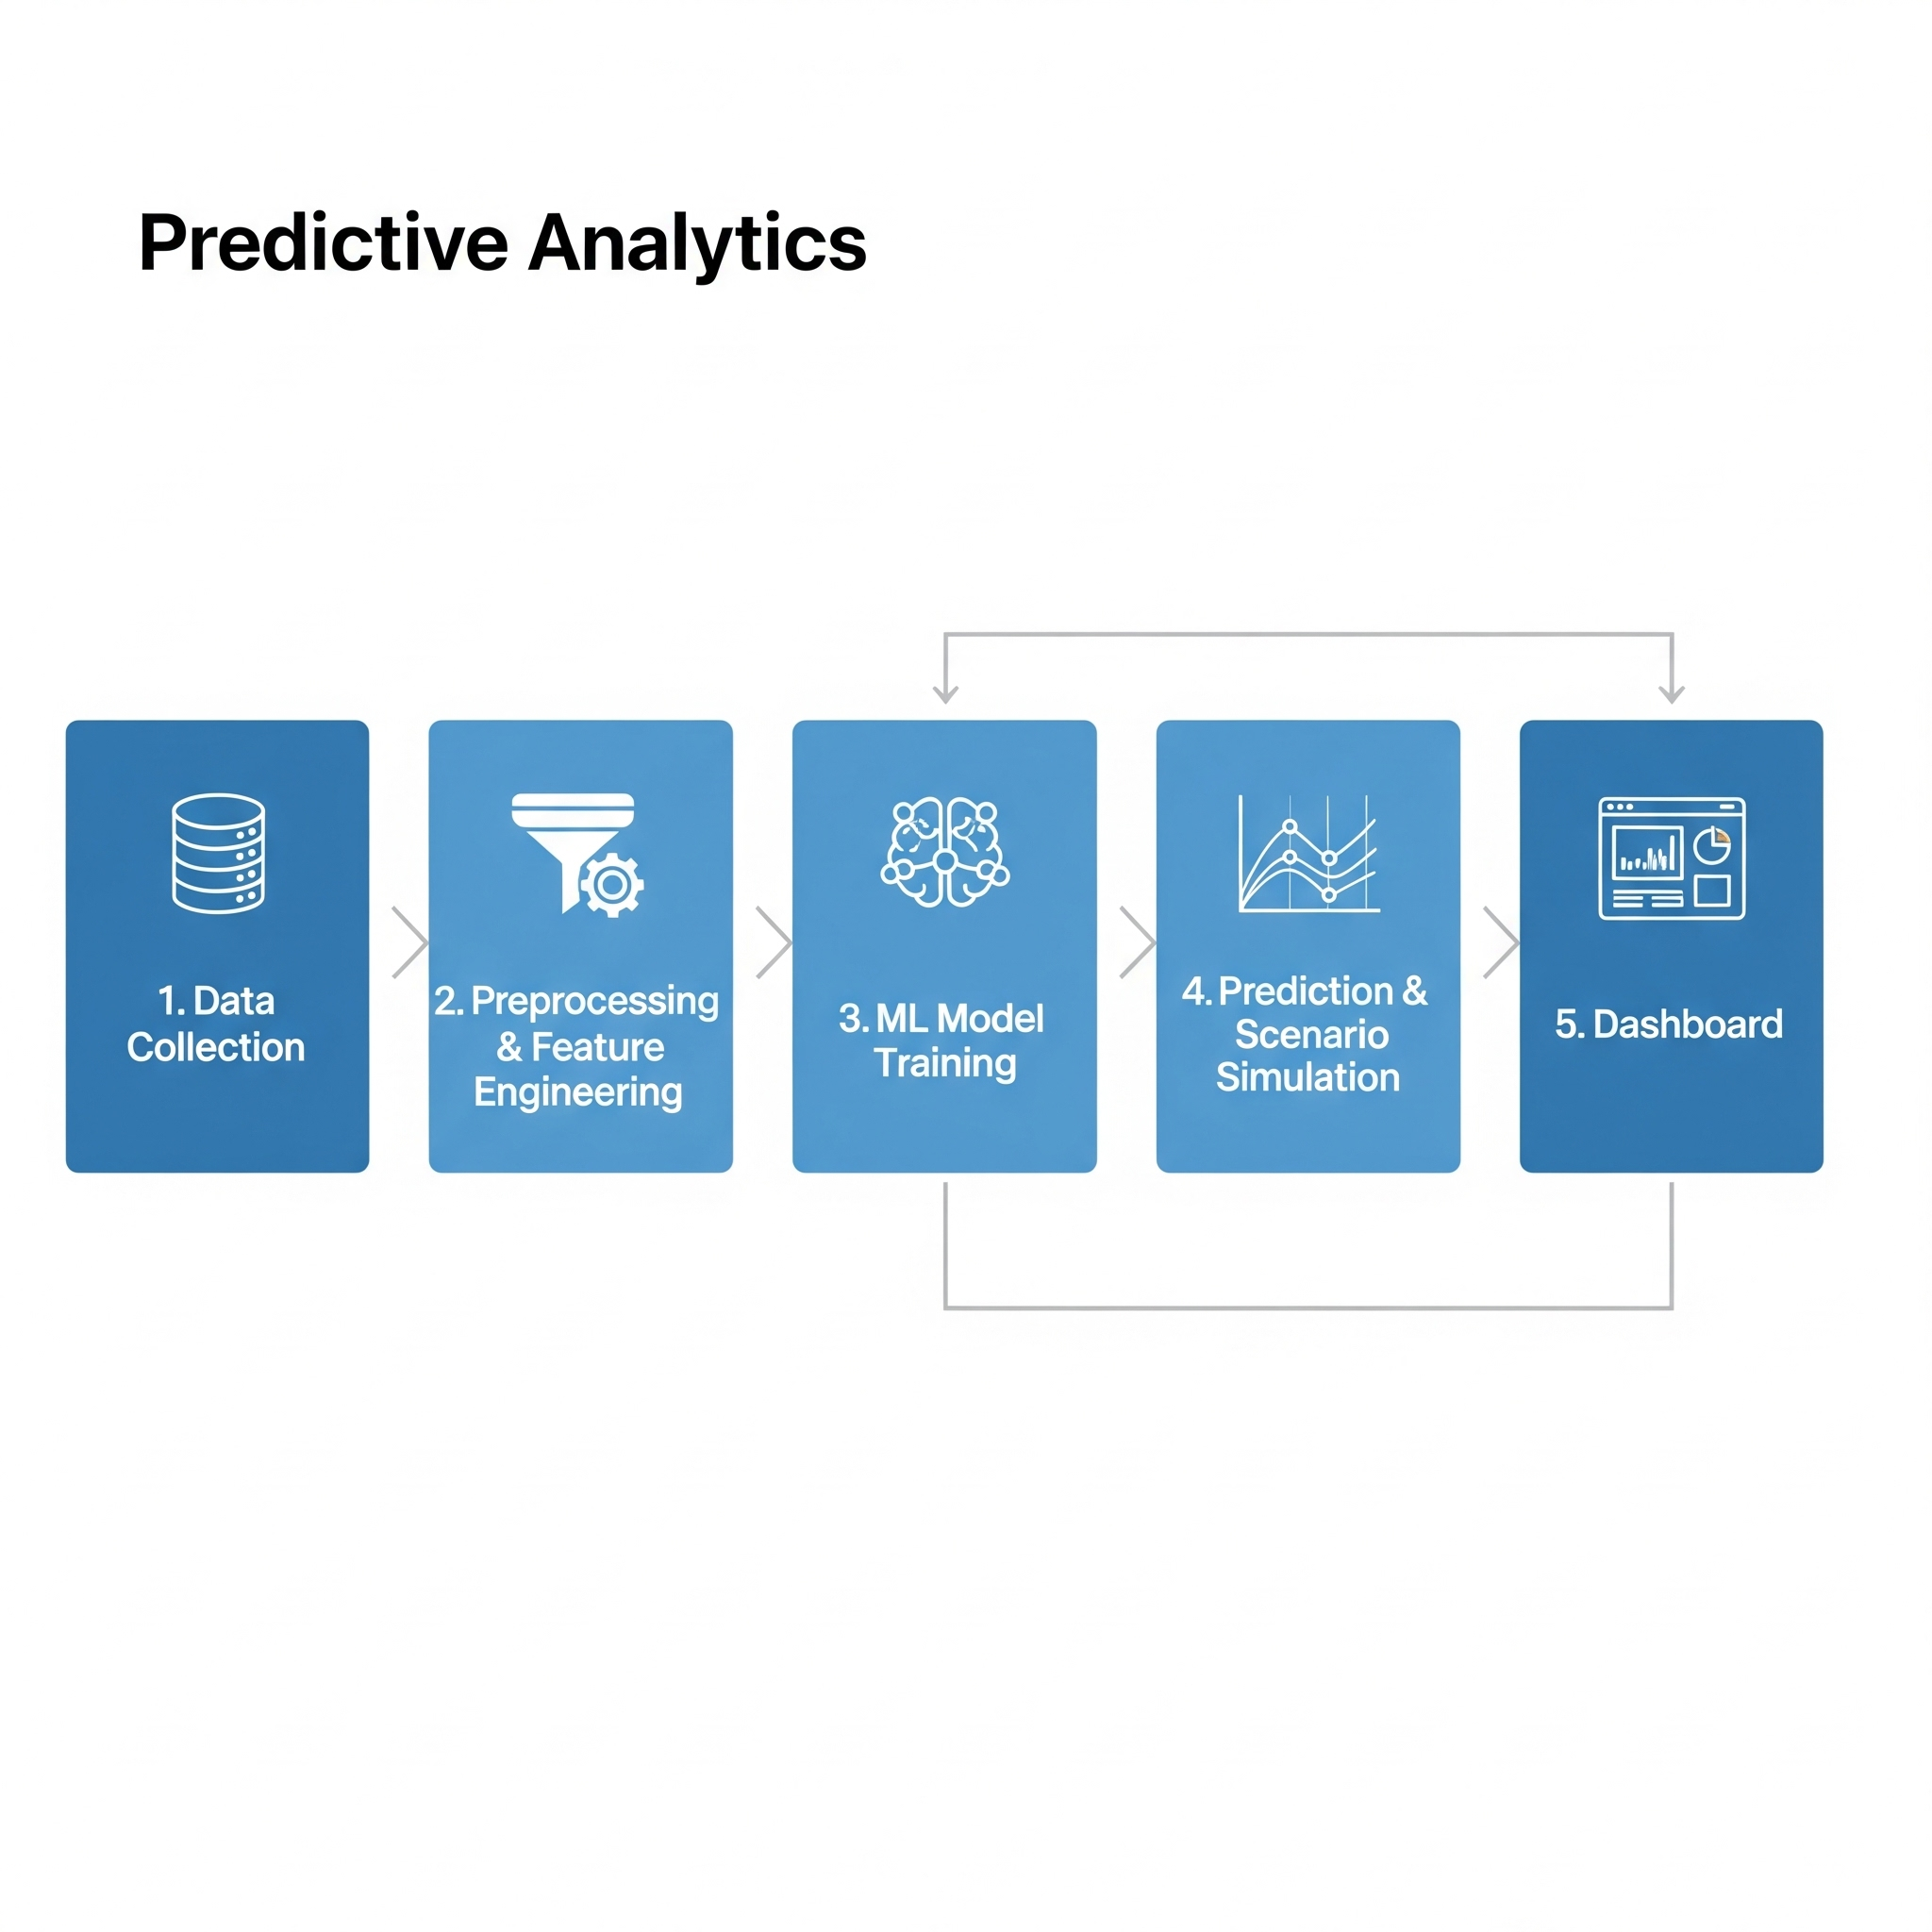 Predictive Analytics
1. Data
Collection
2. Preprocessing
& Feature
Engineering
3. ML Model
Training
4. Prediction &
Scenario
Simulation
5. Dashboard